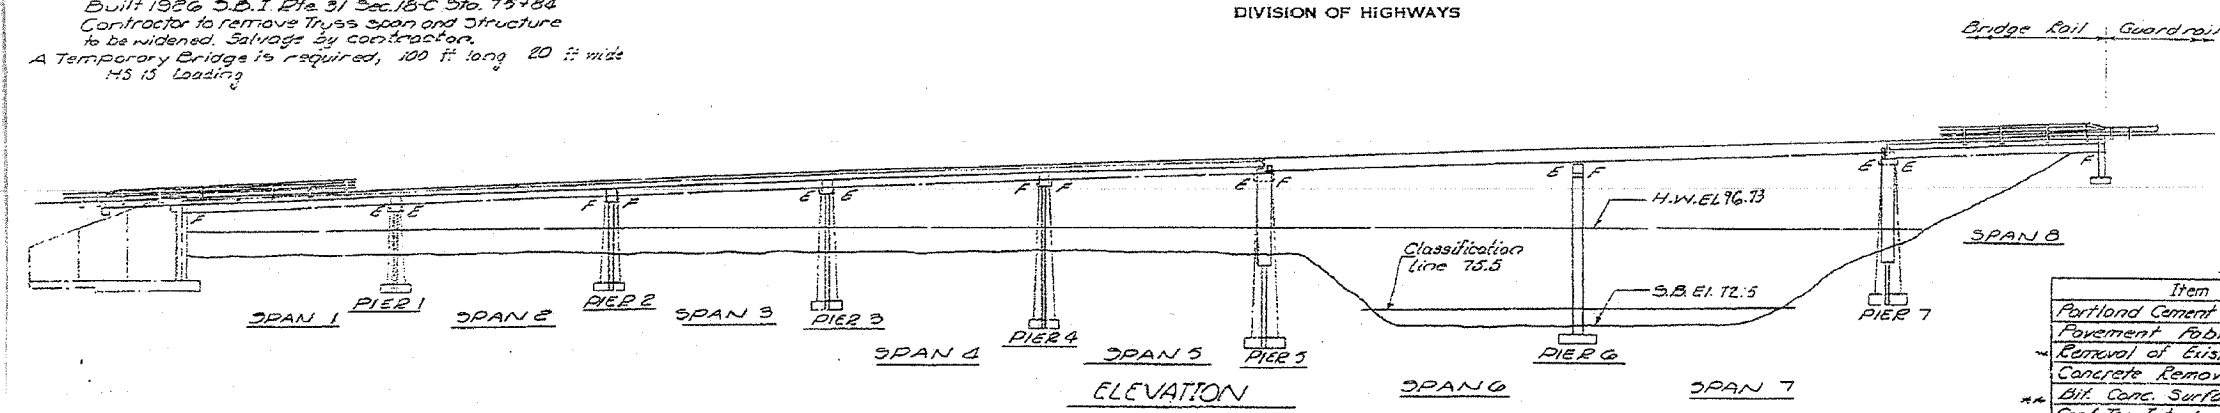 Built 1926 S.B.I. Rte. 31 Sec. 18-C Sta. 75+84
Contractor to remove Truss span and Structure
to be widened. Salvage by contractor.
A Temporary Bridge is required, 100 ft long 20 ft wide
HS 15 Loading
DIVISION OF HIGHWAYS
Bridge Rail Guardrail
F E E F F E E F F E F E F E E F
H.W.EL.96.73
Classification
line 75.5
S.B. El. 72.5
SPAN 8
SPAN 1 PIER 1 SPAN 2 PIER 2 SPAN 3 PIER 3
SPAN 4 PIER 4 SPAN 5 PIER 5 PIER 6 PIER 7
SPAN 6 SPAN 7
ELEVATION
Item
Portland Cement
Pavement Fab
* Removal of Exis
Concrete Remov
** Bit. Conc. Surfa